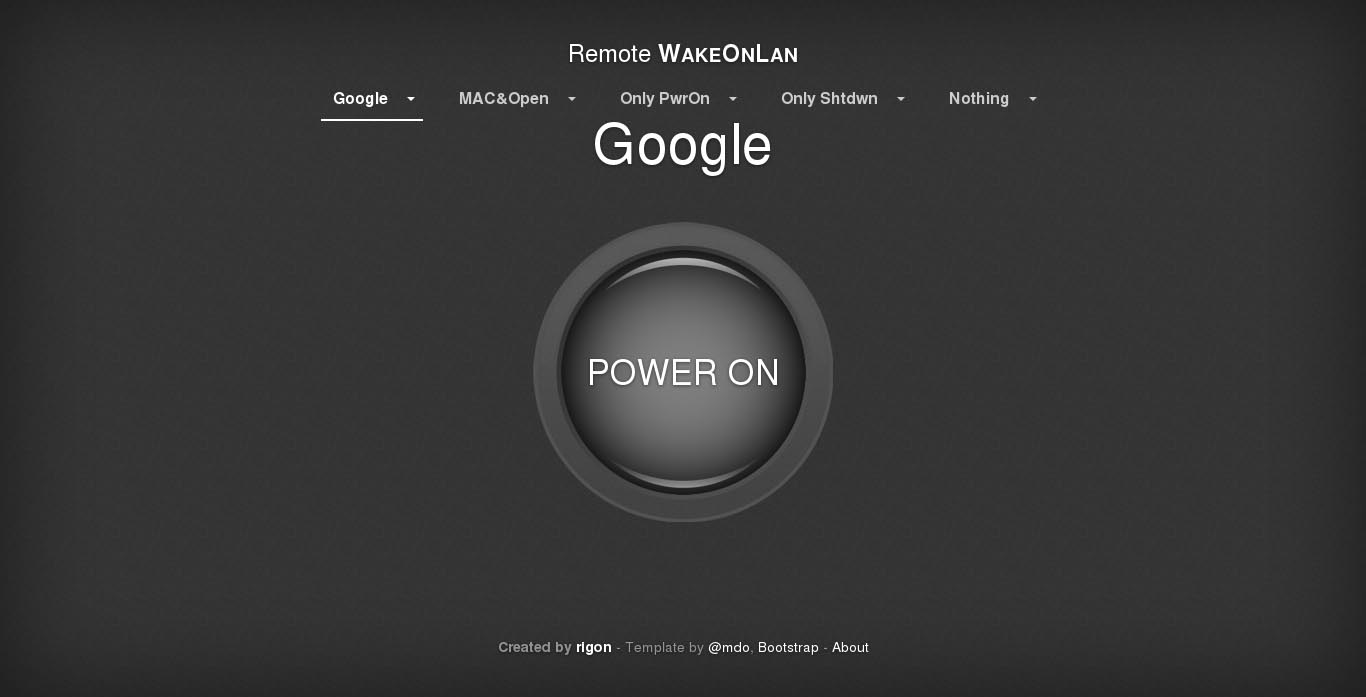 Remote WAKEONLAN
Google MAC&Open Only PwrOn Only Shtdwn Nothing
Google
POWER ON
Created by rigon - Template by @mdo, Bootstrap - About